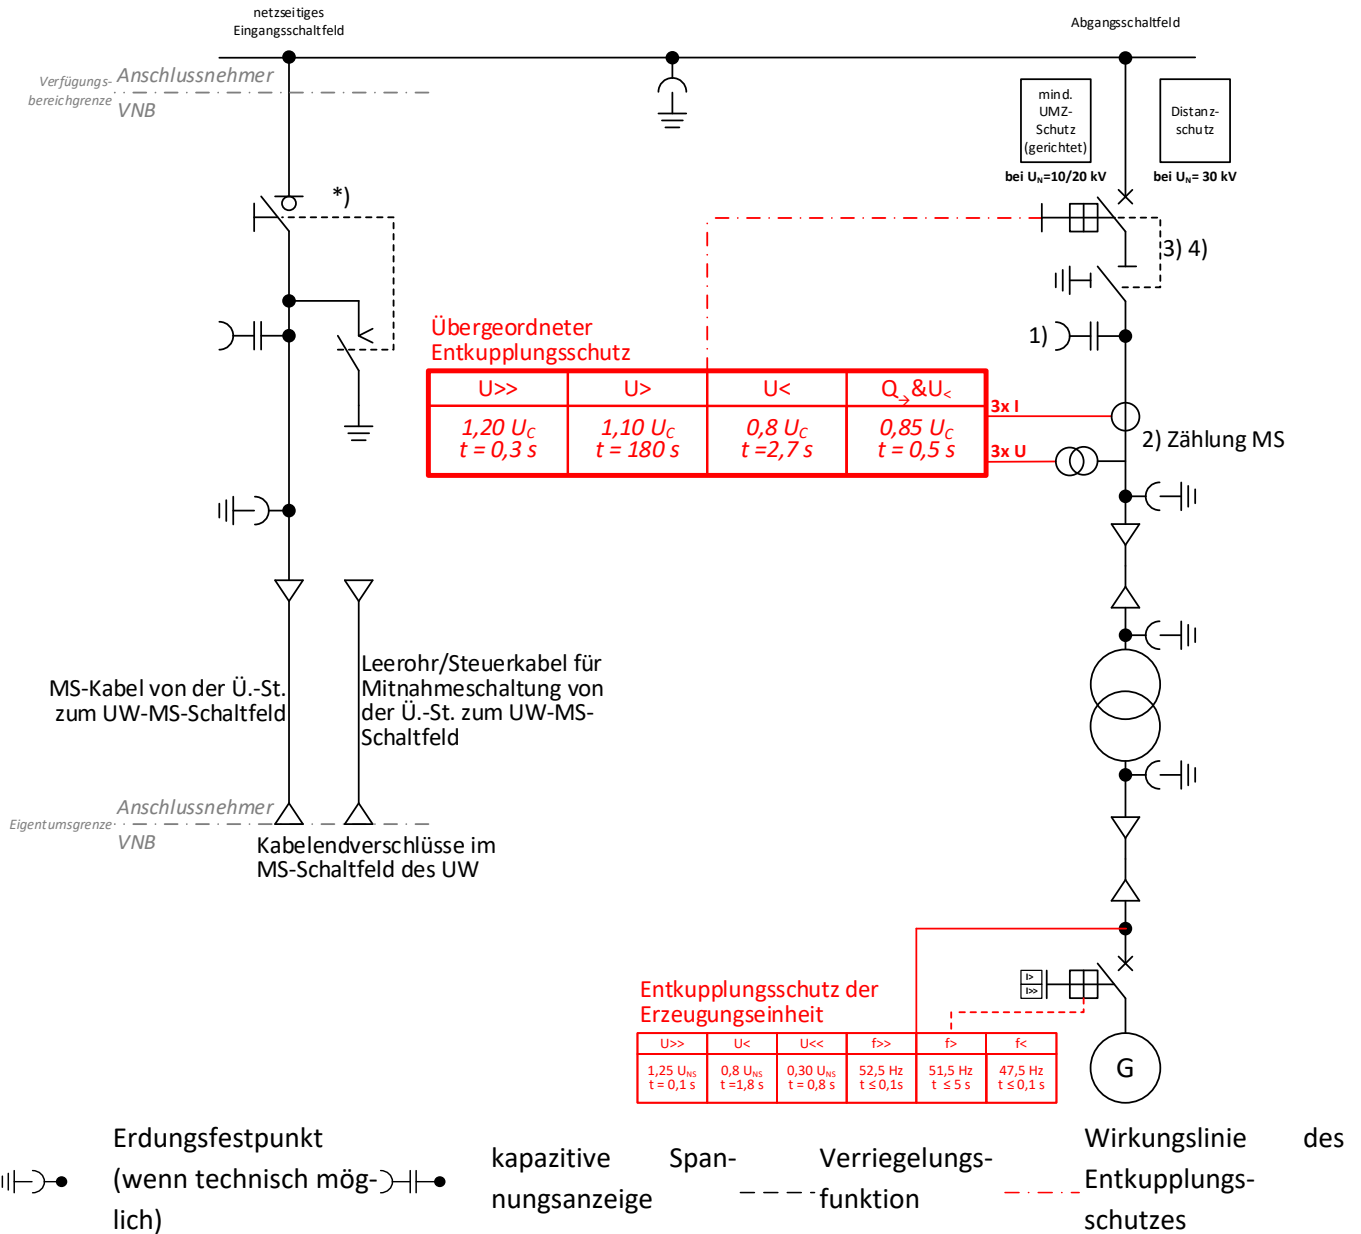 netzseitiges
Eingangsschaltfeld
Abgangsschaltfeld
Verfügungs-
bereichgrenze
Anschlussnehmer
VNB
mind.
UMZ-
Schutz
(gerichtet)
Distanz-
schutz
bei UN=10/20 kV
bei UN= 30 kV
*)
3) 4)
1)
Übergeordneter
Entkupplungsschutz
U>> U> U< Q→&U<
1,20 UC 1,10 UC 0,8 UC 0,85 UC
t = 0,3 s t = 180 s t =2,7 s t = 0,5 s
3x I
3x U
2) Zählung MS
MS-Kabel von der Ü.-St.
zum UW-MS-Schaltfeld
Leerohr/Steuerkabel für
Mitnahmeschaltung von
der Ü.-St. zum UW-MS-
Schaltfeld
Eigentumsgrenze
Anschlussnehmer
VNB
Kabelendverschlüsse im
MS-Schaltfeld des UW
Entkupplungsschutz der
Erzeugungseinheit
I>
I>>
U>> U< U<< f>> f> f<
1,25 UNS 0,8 UNS 0,30 UNS 52,5 Hz 51,5 Hz 47,5 Hz
t = 0,1 s t =1,8 s t = 0,8 s t ≤ 0,1s t ≤ 5 s t ≤ 0,1 s
G
Erdungsfestpunkt
(wenn technisch mög-
lich)
kapazitive Span-
nungsanzeige
Verriegelungs-
funktion
Wirkungslinie des
Entkupplungs-
schutzes